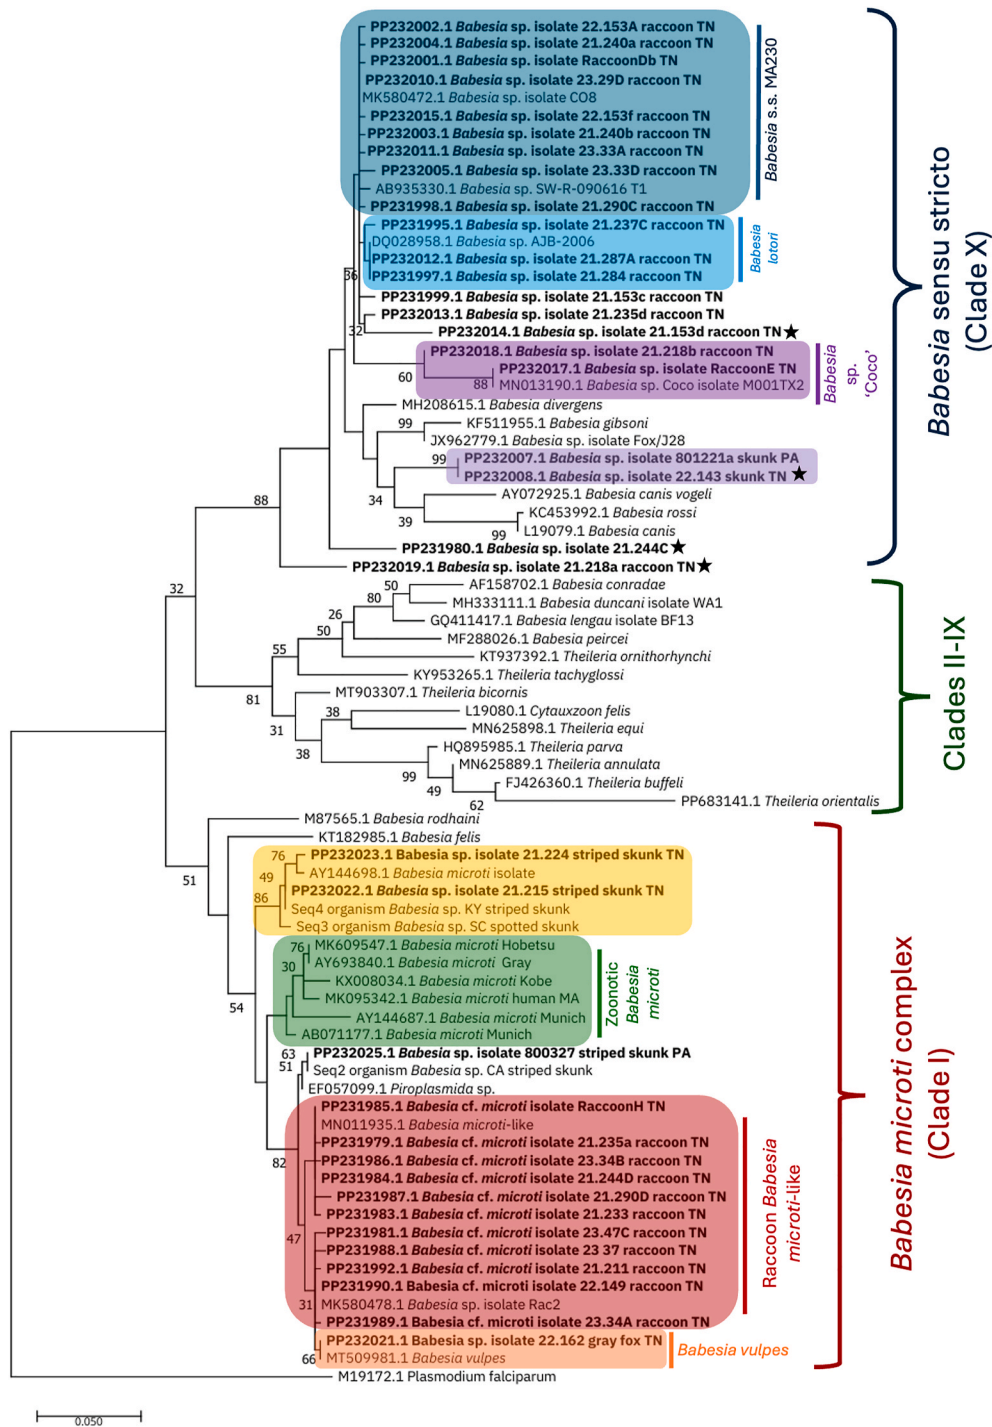 PP232002.1 Babesia sp. isolate 22.153A raccoon TN
PP232004.1 Babesia sp. isolate 21.240a raccoon TN
PP232001.1 Babesia sp. isolate RaccoonDb TN
PP232010.1 Babesia sp. isolate 23.29D raccoon TN
MK580472.1 Babesia sp. isolate CO8
PP232015.1 Babesia sp. isolate 22.153f raccoon TN
PP232003.1 Babesia sp. isolate 21.240b raccoon TN
PP232011.1 Babesia sp. isolate 23.33A raccoon TN
PP232005.1 Babesia sp. isolate 23.33D raccoon TN
AB935330.1 Babesia sp. SW-R-090616 T1
PP231998.1 Babesia sp. isolate 21.290C raccoon TN
Babesia s.s. MA230
PP231995.1 Babesia sp. isolate 21.237C raccoon TN
DQ028958.1 Babesia sp. AJB-2006
PP232012.1 Babesia sp. isolate 21.287A raccoon TN
PP231997.1 Babesia sp. isolate 21.284 raccoon TN
Babesia
lotori
36
PP231999.1 Babesia sp. isolate 21.153c raccoon TN
PP232013.1 Babesia sp. isolate 21.235d raccoon TN
32
PP232014.1 Babesia sp. isolate 21.153d raccoon TN ★
PP232018.1 Babesia sp. isolate 21.218b raccoon TN
PP232017.1 Babesia sp. isolate RaccoonE TN
60
88
MN013190.1 Babesia sp. Coco isolate M001TX2
Babesia
sp.
‘Coco’
MH208615.1 Babesia divergens
99
KF511955.1 Babesia gibsoni
JX962779.1 Babesia sp. isolate Fox/J28
99
PP232007.1 Babesia sp. isolate 801221a skunk PA
PP232008.1 Babesia sp. isolate 22.143 skunk TN ★
34
AY072925.1 Babesia canis vogeli
KC453992.1 Babesia rossi
39
99
L19079.1 Babesia canis
88
PP231980.1 Babesia sp. isolate 21.244C ★
PP232019.1 Babesia sp. isolate 21.218a raccoon TN ★
Babesia sensu stricto
(Clade X)
32
50
AF158702.1 Babesia conradae
80
MH333111.1 Babesia duncani isolate WA1
26
GQ411417.1 Babesia lengau isolate BF13
50
MF288026.1 Babesia peircei
55
KT937392.1 Theileria ornithorhynchi
KY953265.1 Theileria tachyglossi
81
MT903307.1 Theileria bicornis
38
L19080.1 Cytauxzoon felis
31
MN625898.1 Theileria equi
38
HQ895985.1 Theileria parva
MN625889.1 Theileria annulata
99
FJ426360.1 Theileria buffeli
49
62
PP683141.1 Theileria orientalis
Clades II-IX
M87565.1 Babesia rodhaini
KT182985.1 Babesia felis
51
76
PP232023.1 Babesia sp. isolate 21.224 striped skunk TN
AY144698.1 Babesia microti isolate
49
PP232022.1 Babesia sp. isolate 21.215 striped skunk TN
86
Seq4 organism Babesia sp. KY striped skunk
Seq3 organism Babesia sp. SC spotted skunk
76
MK609547.1 Babesia microti Hobetsu
AY693840.1 Babesia microti Gray
30
KX008034.1 Babesia microti Kobe
MK095342.1 Babesia microti human MA
54
AY144687.1 Babesia microti Munich
AB071177.1 Babesia microti Munich
Zoonotic
Babesia
microti
63
PP232025.1 Babesia sp. isolate 800327 striped skunk PA
51
Seq2 organism Babesia sp. CA striped skunk
EF057099.1 Piroplasmida sp.
PP231985.1 Babesia cf. microti isolate RaccoonH TN
MN011935.1 Babesia microti-like
PP231979.1 Babesia cf. microti isolate 21.235a raccoon TN
82
PP231986.1 Babesia cf. microti isolate 23.34B raccoon TN
PP231984.1 Babesia cf. microti isolate 21.244D raccoon TN
PP231987.1 Babesia cf. microti isolate 21.290D raccoon TN
PP231983.1 Babesia cf. microti isolate 21.233 raccoon TN
47
PP231981.1 Babesia cf. microti isolate 23.47C raccoon TN
PP231988.1 Babesia cf. microti isolate 23 37 raccoon TN
PP231992.1 Babesia cf. microti isolate 21.211 raccoon TN
PP231990.1 Babesia cf. microti isolate 22.149 raccoon TN
31
MK580478.1 Babesia sp. isolate Rac2
PP231989.1 Babesia cf. microti isolate 23.34A raccoon TN
Raccoon Babesia
microti-like
PP232021.1 Babesia sp. isolate 22.162 gray fox TN
66
MT509981.1 Babesia vulpes
Babesia vulpes
Babesia microti complex
(Clade I)
M19172.1 Plasmodium falciparum
0.050